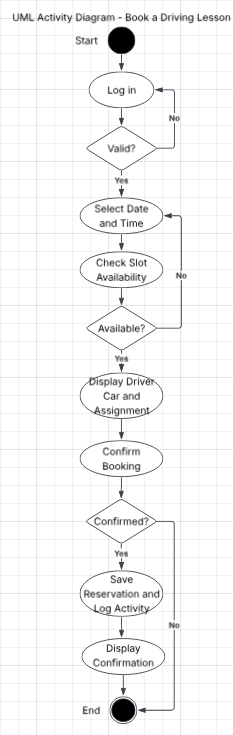 UML Activity Diagram - Book a Driving Lesson
Start
Log in
No
Valid?
Yes
Select Date
and Time
Check Slot
Availability
No
Available?
Yes
Display Driver
Car and
Assignment
Confirm
Booking
Confirmed?
Yes
Save
Reservation and
Log Activity
No
Display
Confirmation
End